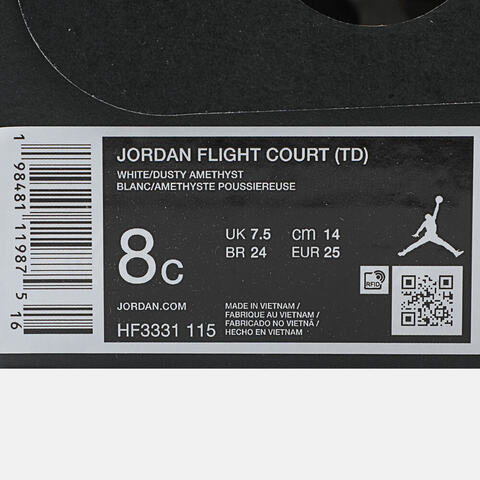 JORDAN FLIGHT COURT (TD)
WHITE/DUSTY AMETHYST
BLANC/AMETHYSTE POUSSIEREUSE
8C
UK 7.5 cm 14
BR 24 EUR 25
RFID
JORDAN.COM
HF3331 115
MADE IN VIETNAM /
FABRIQUE AU VIETNAM /
FABRICADO NO VIETNÃ /
HECHO EN VIETNAM
1 98481 11987 5 16